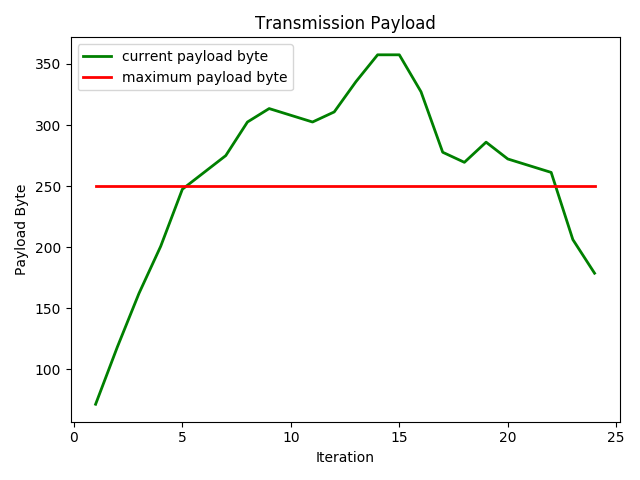 Transmission Payload
current payload byte
maximum payload byte
350
300
250
200
150
100
Payload Byte
0 5 10 15 20 25
Iteration